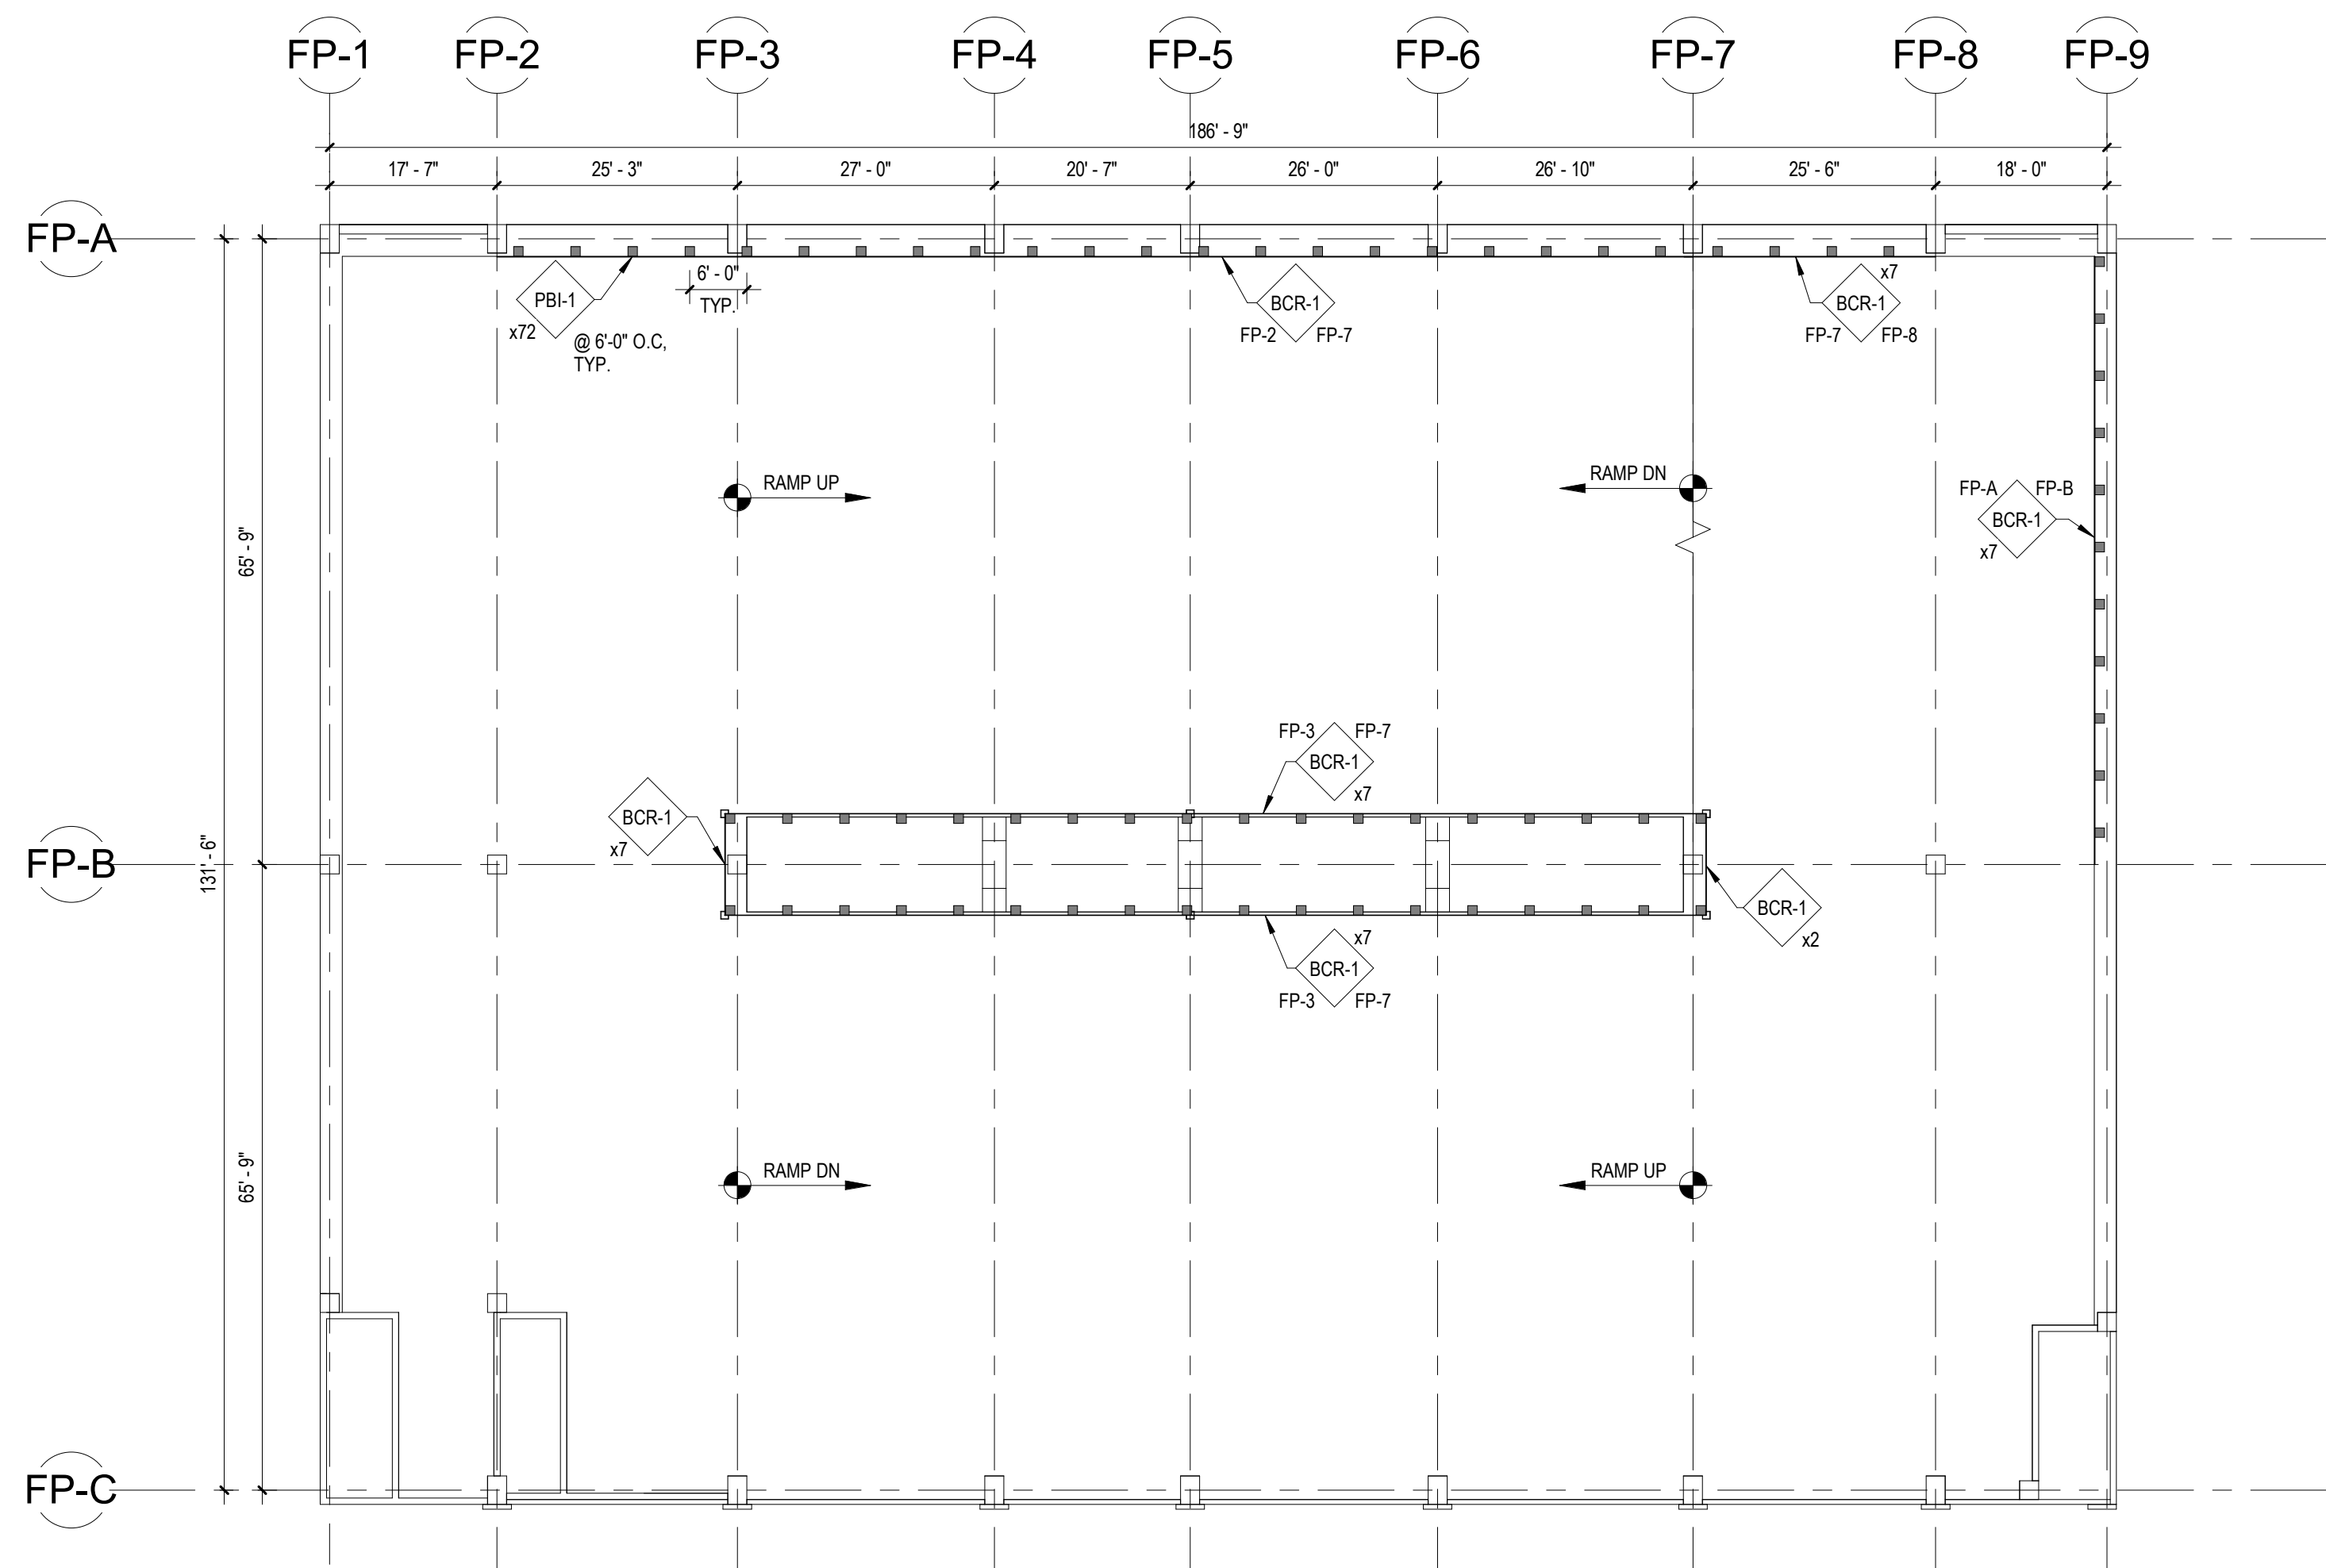 FP-1
FP-2
FP-3
FP-4
FP-5
FP-6
FP-7
FP-8
FP-9
186' - 9"
17' - 7"
25' - 3"
27' - 0"
20' - 7"
26' - 0"
26' - 10"
25' - 6"
18' - 0"
FP-A
6' - 0"
TYP.
PBI-1
x72
@ 6'-0" O.C,
TYP.
BCR-1
FP-2
FP-7
x7
BCR-1
FP-7
FP-8
RAMP UP
RAMP DN
FP-A
FP-B
BCR-1
x7
65' - 9"
FP-3
FP-7
BCR-1
x7
BCR-1
x7
FP-B
131' - 6"
BCR-1
x2
x7
BCR-1
FP-3
FP-7
65' - 9"
RAMP DN
RAMP UP
FP-C